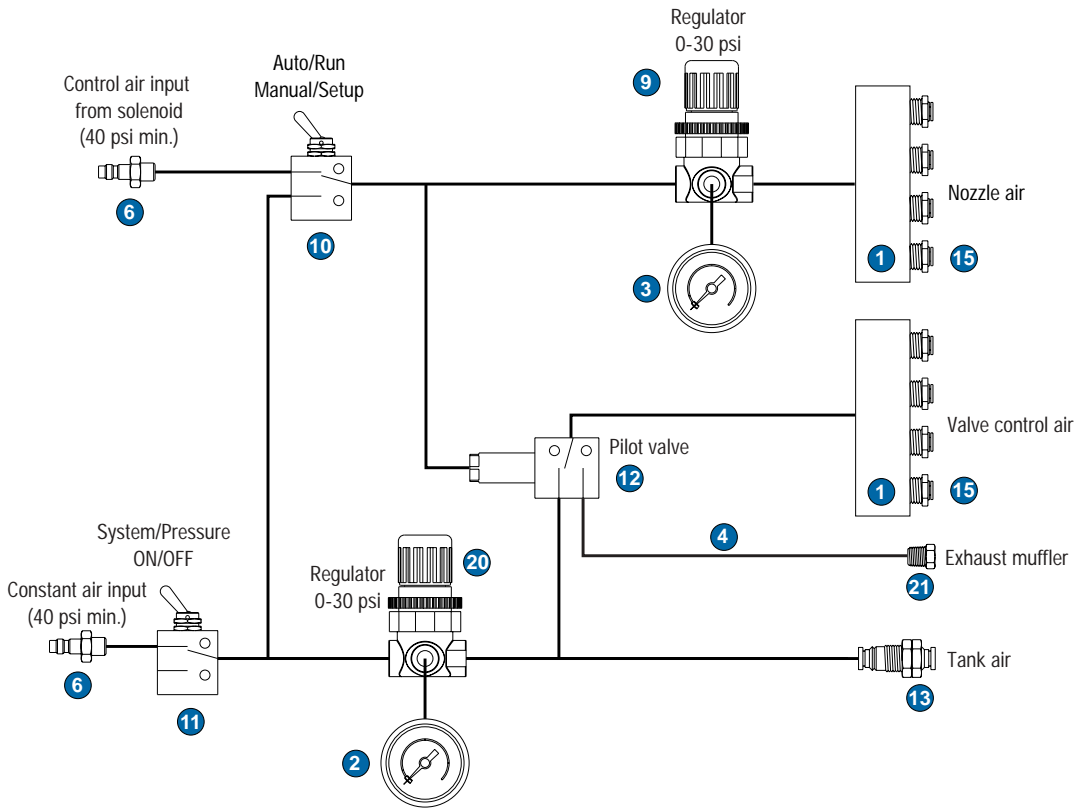 Regulator
0-30 psi
9
Auto/Run
Manual/Setup
Control air input
from solenoid
(40 psi min.)
6
10
Nozzle air
1
15
3
Valve control air
Pilot valve
12
1
15
4
System/Pressure
ON/OFF
20
Regulator
0-30 psi
Exhaust muffler
21
Constant air input
(40 psi min.)
6
Tank air
13
11
2